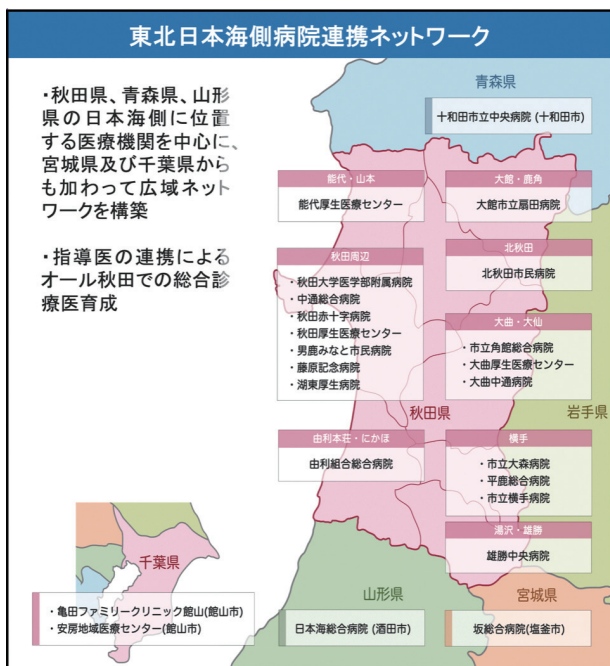 東北日本海側病院連携ネットワーク
・秋田県、青森県、山形
県の日本海側に位置
する医療機関を中心に、
宮城県及び千葉県から
も加わって広域ネット
ワークを構築
・指導医の連携による
オール秋田での総合診
療医育成
青森県
十和田市立中央病院 (十和田市)
能代・山本
能代厚生医療センター
大館・鹿角
大館市立扇田病院
秋田周辺
・秋田大学医学部附属病院
・中通総合病院
・秋田赤十字病院
・秋田厚生医療センター
・男鹿みなと市民病院
・藤原記念病院
・湖東厚生病院
北秋田
北秋田市民病院
大曲・大仙
・市立角館総合病院
・大曲厚生医療センター
・大曲中通病院
秋田県
岩手県
由利本荘・にかほ
由利組合総合病院
横手
・市立大森病院
・平鹿総合病院
・市立横手病院
湯沢・雄勝
雄勝中央病院
千葉県
・亀田ファミリークリニック館山(館山市)
・安房地域医療センター(館山市)
山形県
日本海総合病院 (酒田市)
宮城県
坂総合病院(塩釜市)